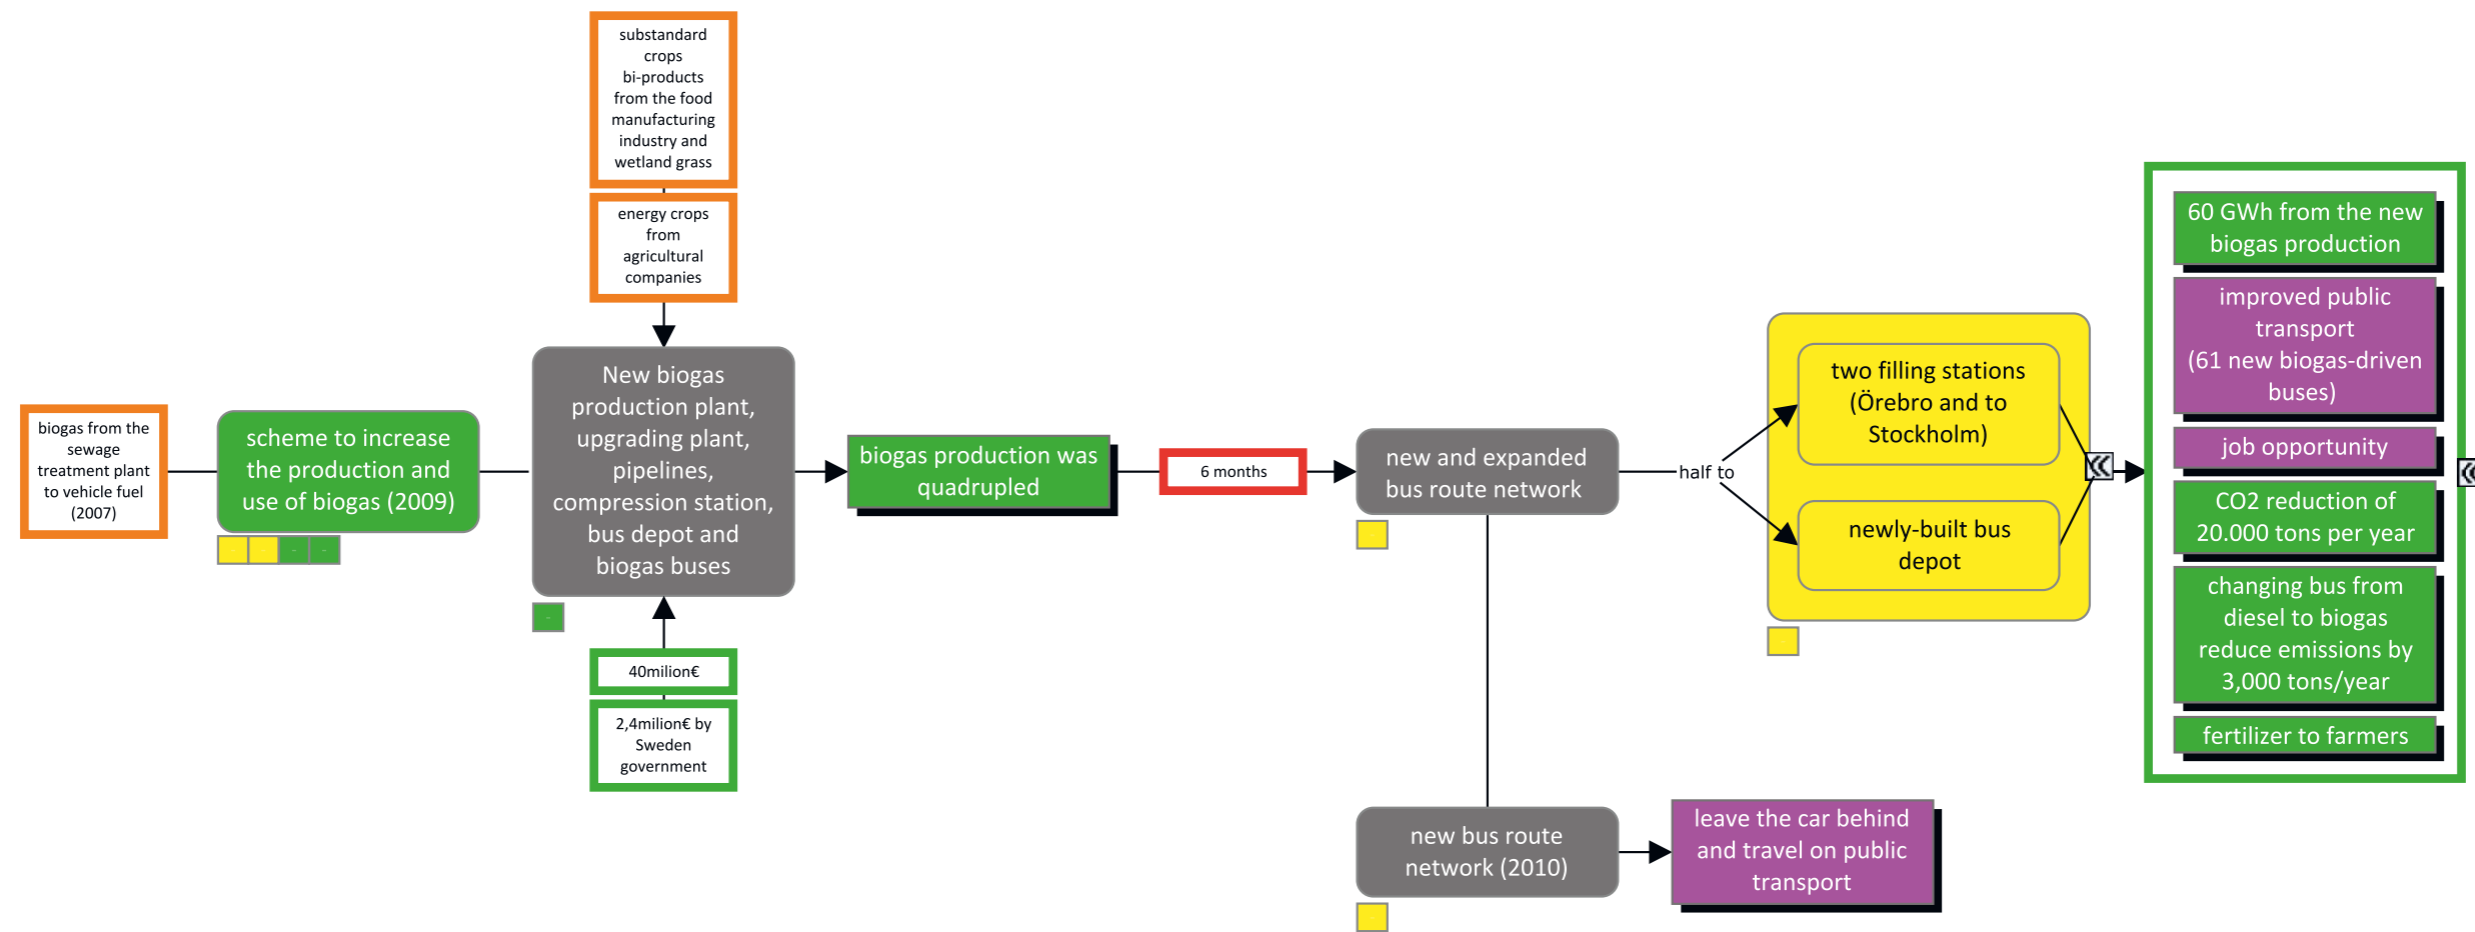 substandard
crops
bi-products
from the food
manufacturing
industry and
wetland grass
energy crops
from
agricultural
companies
biogas from the
sewage
treatment plant
to vehicle fuel
(2007)
scheme to increase
the production and
use of biogas (2009)
New biogas
production plant,
upgrading plant,
pipelines,
compression station,
bus depot and
biogas buses
40milion€
2,4milion€ by
Sweden
government
biogas production was
quadrupled
6 months
new and expanded
bus route network
half to
two filling stations
(Örebro and to
Stockholm)
newly-built bus
depot
new bus route
network (2010)
leave the car behind
and travel on public
transport
60 GWh from the new
biogas production
improved public
transport
(61 new biogas-driven
buses)
job opportunity
CO2 reduction of
20.000 tons per year
changing bus from
diesel to biogas
reduce emissions by
3,000 tons/year
fertilizer to farmers